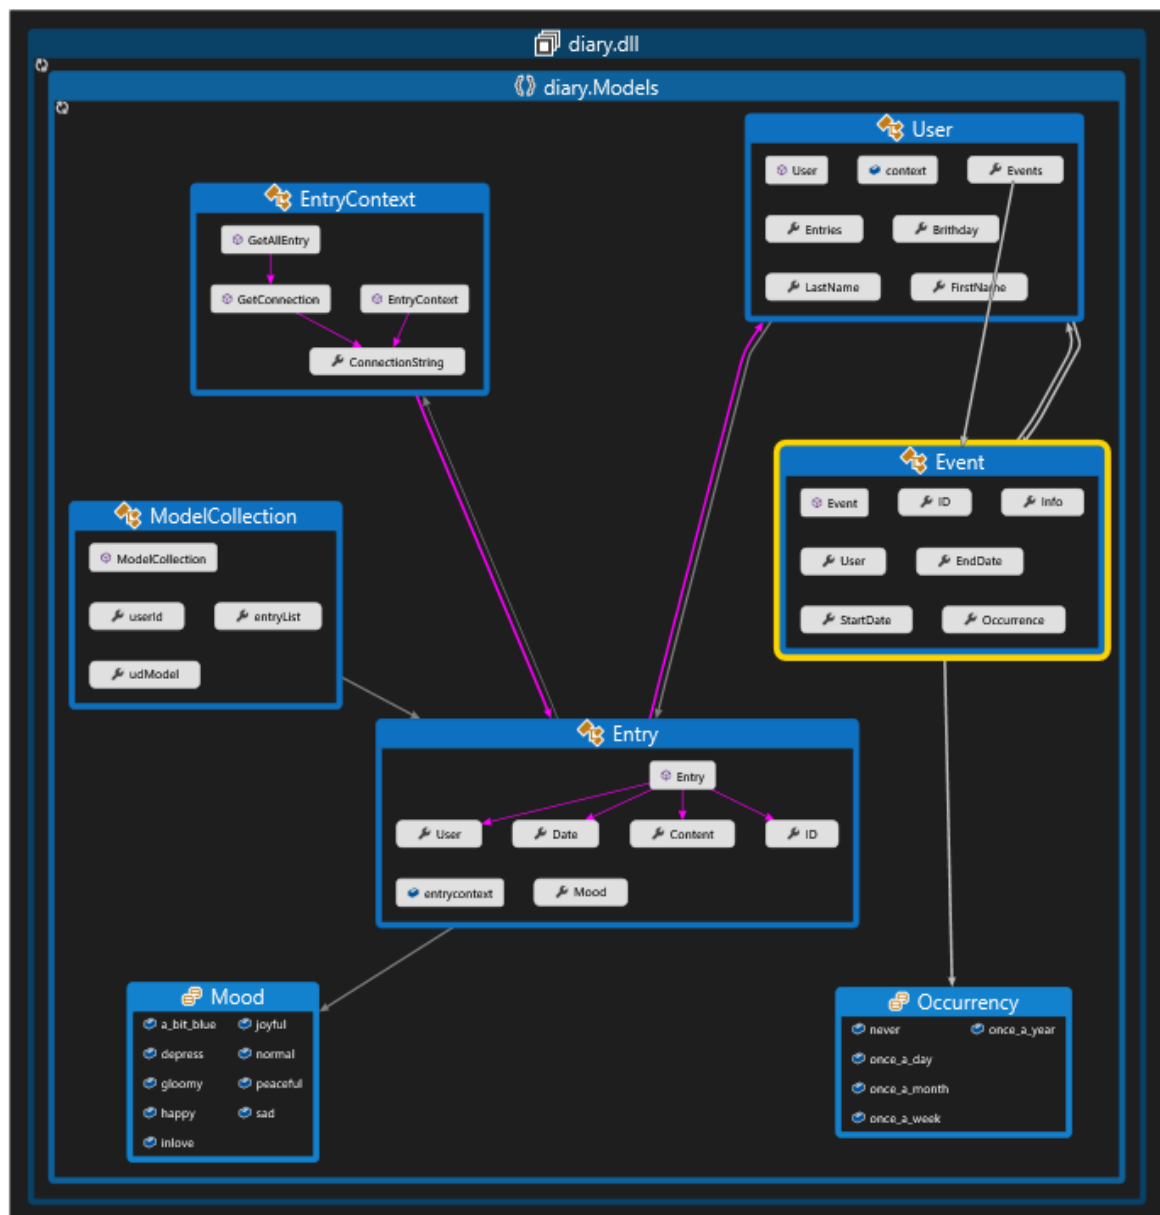 diary.dll
diary.Models
User
User context Events
Entries Brithday
LastName FirstName
EntryContext
GetAllEntry
GetConnection EntryContext
ConnectionString
Event
Event ID Info
User EndDate
StartDate Occurrence
ModelCollection
ModelCollection
userId entryList
udModel
Entry
Entry
User Date Content ID
entrycontext Mood
Mood
a_bit_blue joyful
depress normal
gloomy peaceful
happy sad
inlove
Occurrency
never once_a_year
once_a_day
once_a_month
once_a_week